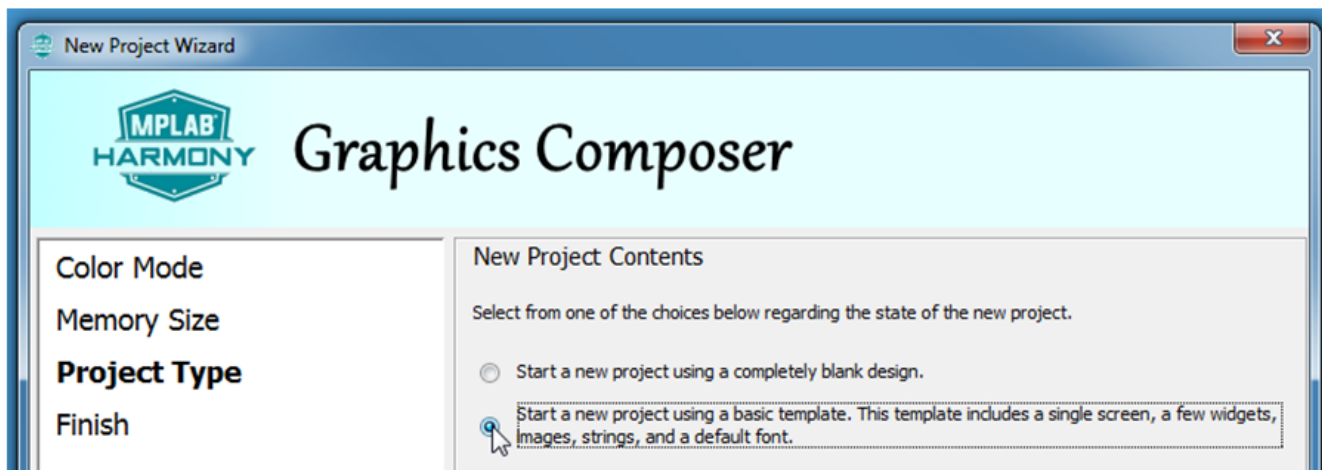 New Project Wizard
MPLAB
HARMONY
Graphics Composer
Color Mode
Memory Size
Project Type
Finish
New Project Contents
Select from one of the choices below regarding the state of the new project.
Start a new project using a completely blank design.
Start a new project using a basic template. This template includes a single screen, a few widgets,
images, strings, and a default font.